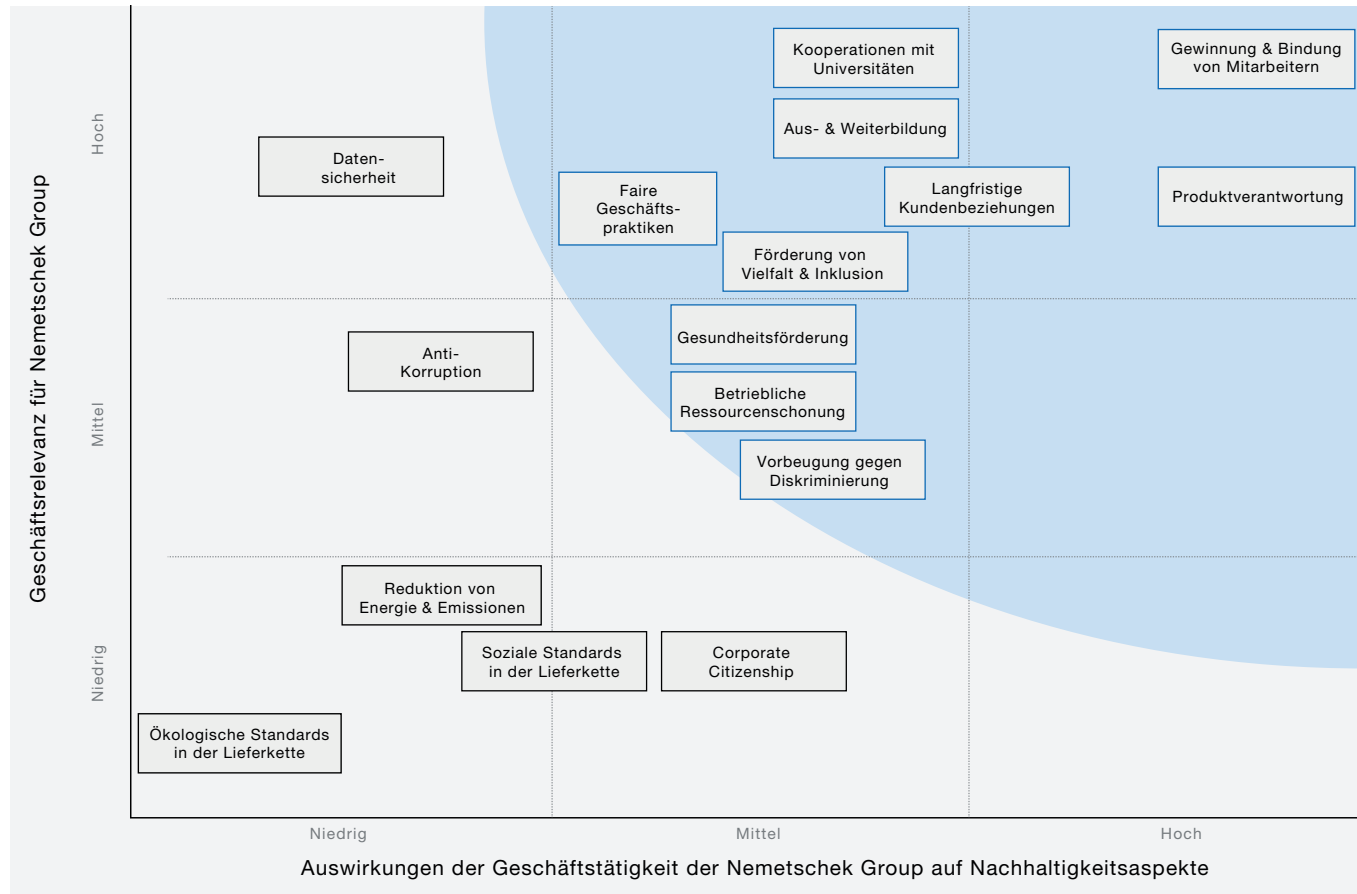 Geschäftsrelevanz für Nemetschek Group
Hoch
Mittel
Niedrig
Kooperationen mit
Universitäten
Gewinnung & Bindung
von Mitarbeitern
Aus- & Weiterbildung
Daten-
sicherheit
Faire
Geschäfts-
praktiken
Langfristige
Kundenbeziehungen
Produktverantwortung
Förderung von
Vielfalt & Inklusion
Gesundheitsförderung
Anti-
Korruption
Betriebliche
Ressourcenschonung
Vorbeugung gegen
Diskriminierung
Reduktion von
Energie & Emissionen
Soziale Standards
in der Lieferkette
Corporate
Citizenship
Ökologische Standards
in der Lieferkette
Niedrig
Mittel
Hoch
Auswirkungen der Geschäftstätigkeit der Nemetschek Group auf Nachhaltigkeitsaspekte